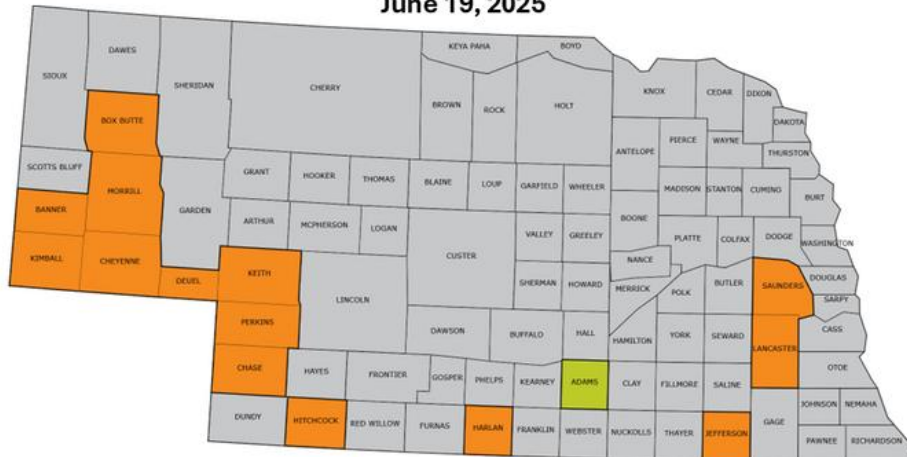 June 19, 2025
KEYA PAHA
BOYD
DAWES
SIOUX
SHERIDAN
CHERRY
KNOX
CEDAR
DIXON
BROWN
ROCK
HOLT
BOX BUTTE
DAKOTA
ANTELOPE
PIERCE
WAYNE
THURSTON
SCOTTS BLUFF
GRANT
HOOKER
THOMAS
BLAINE
LOUP
GARFIELD
WHEELER
MADISON
STANTON
CUMING
BURT
MORRILL
GARDEN
BANNER
ARTHUR
MCPHERSON
LOGAN
CUSTER
VALLEY
GREELEY
BOONE
PLATTE
COLFAX
DODGE
WASHINGTON
KIMBALL
CHEYENNE
DEUEL
KEITH
LINCOLN
SHERMAN
HOWARD
NANCE
MERRICK
POLK
BUTLER
SAUNDERS
DOUGLAS
SARPY
PERKINS
DAWSON
BUFFALO
HALL
HAMILTON
YORK
SEWARD
LANCASTER
CASS
CHASE
HAYES
FRONTIER
GOSPER
PHELPS
KEARNEY
ADAMS
CLAY
FILLMORE
SALINE
OTOE
DUNDY
HITCHCOCK
RED WILLOW
FURNAS
HARLAN
FRANKLIN
WEBSTER
NUCKOLLS
THAYER
JEFFERSON
GAGE
JOHNSON
NEMAHA
PAWNEE
RICHARDSON